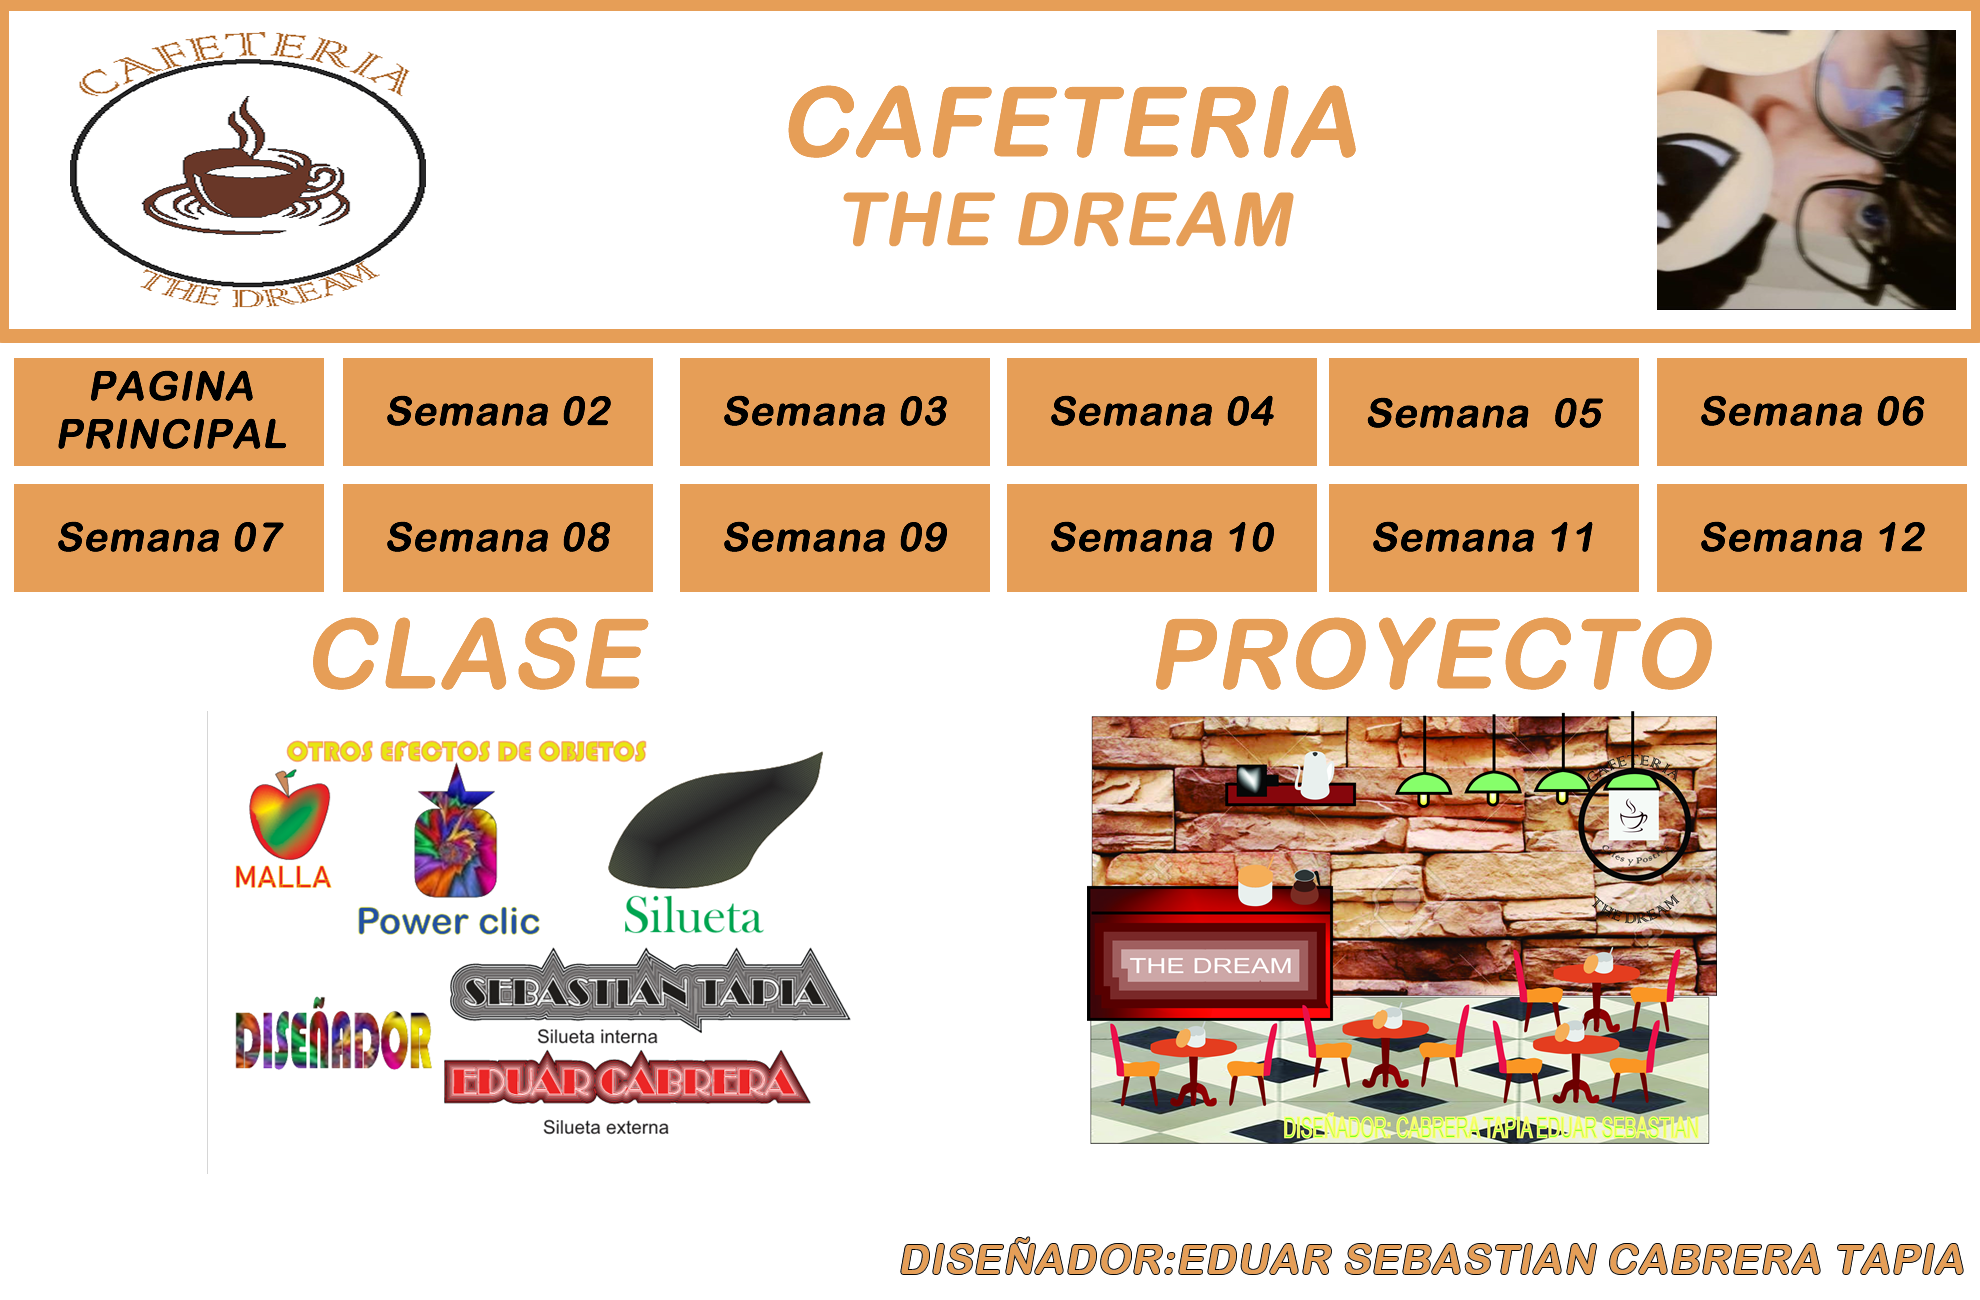 CAFETERIA
THE DREAM
CAFETERIA
THE DREAM
PAGINA
PRINCIPAL
Semana 02
Semana 03
Semana 04
Semana  05
Semana 06
Semana 07
Semana 08
Semana 09
Semana 10
Semana 11
Semana 12
CLASE
PROYECTO
OTROS EFECTOS DE OBJETOS
MALLA
Power clic
Silueta
DISEÑADOR
SEBASTIAN TAPIA
Silueta interna
EDUAR CABRERA
Silueta externa
CAFETERIA
THE DREAM
THE DREAM
DISEÑADOR: CABRERA TAPIA EDUAR SEBASTIAN
DISEÑADOR:EDUAR SEBASTIAN CABRERA TAPIA